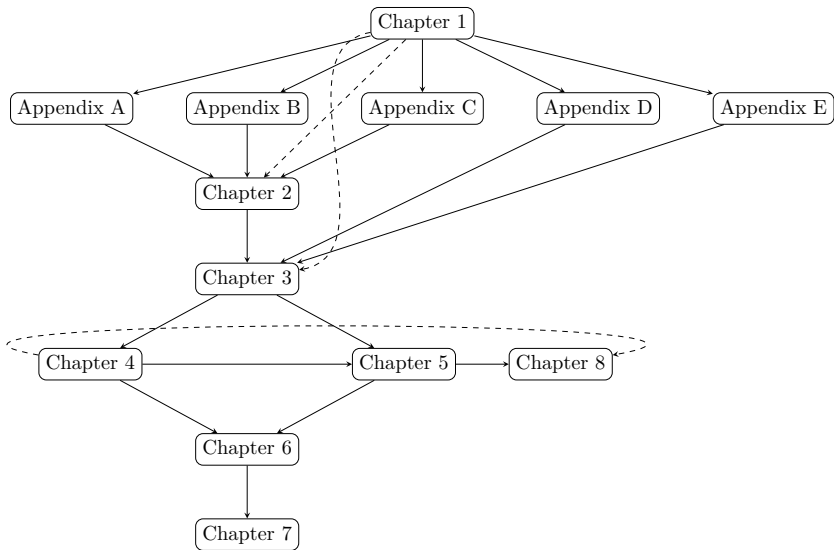 Chapter 1
Appendix A
Appendix B
Appendix C
Appendix D
Appendix E
Chapter 2
Chapter 3
Chapter 4
Chapter 5
Chapter 8
Chapter 6
Chapter 7